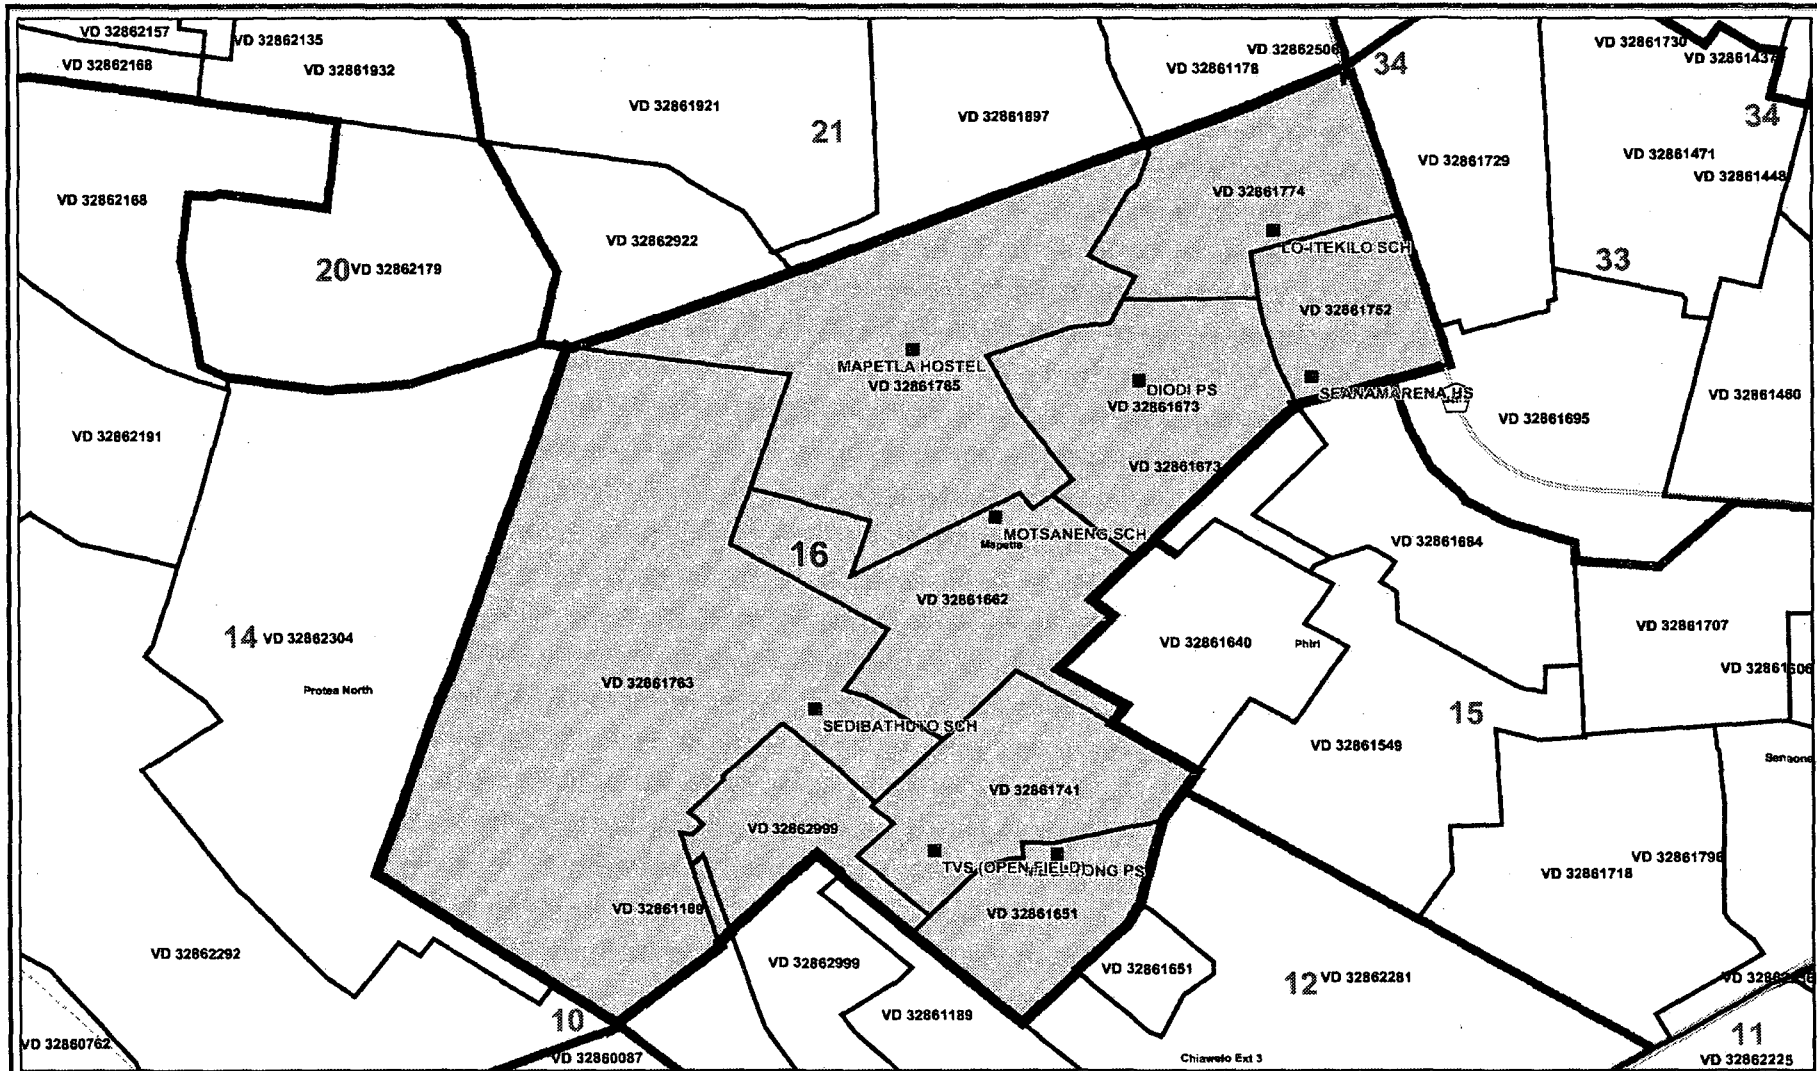 VD 32862157
VD 32862135
VD 32862168
VD 32861932
VD 32861921
21
VD 32861897
VD 32861176
VD 32862506
34
VD 32861730
VD 32861437
34
VD 32862168
20
VD 32862179
VD 32862922
VD 32861774
LO-ITEKILO SCH
VD 32861729
VD 32861471
VD 32861448
33
VD 32861752
MAPETLA HOSTEL
VD 32861785
DIODI PS
VD 32861673
SEANAMARENA HS
VD 32861695
VD 32861460
VD 32862191
VD 32861673
MOTSANENG SCH
Mapetla
16
VD 32861684
VD 32861662
14
VD 32862304
Protea North
VD 32861763
VD 32861640
Phiri
VD 32861707
VD 32861606
SEDIBATHUTO SCH
15
VD 32861549
VD 32861741
VD 32862999
TVS (OPEN FIELD)
VD 32861718
VD 32861796
VD 32861189
VD 32861651
VD 32862292
VD 32862999
VD 32861651
12
VD 32862281
10
VD 32861189
11
VD 32860762
VD 32860087
Chiawelo Ext 3
VD 32862225